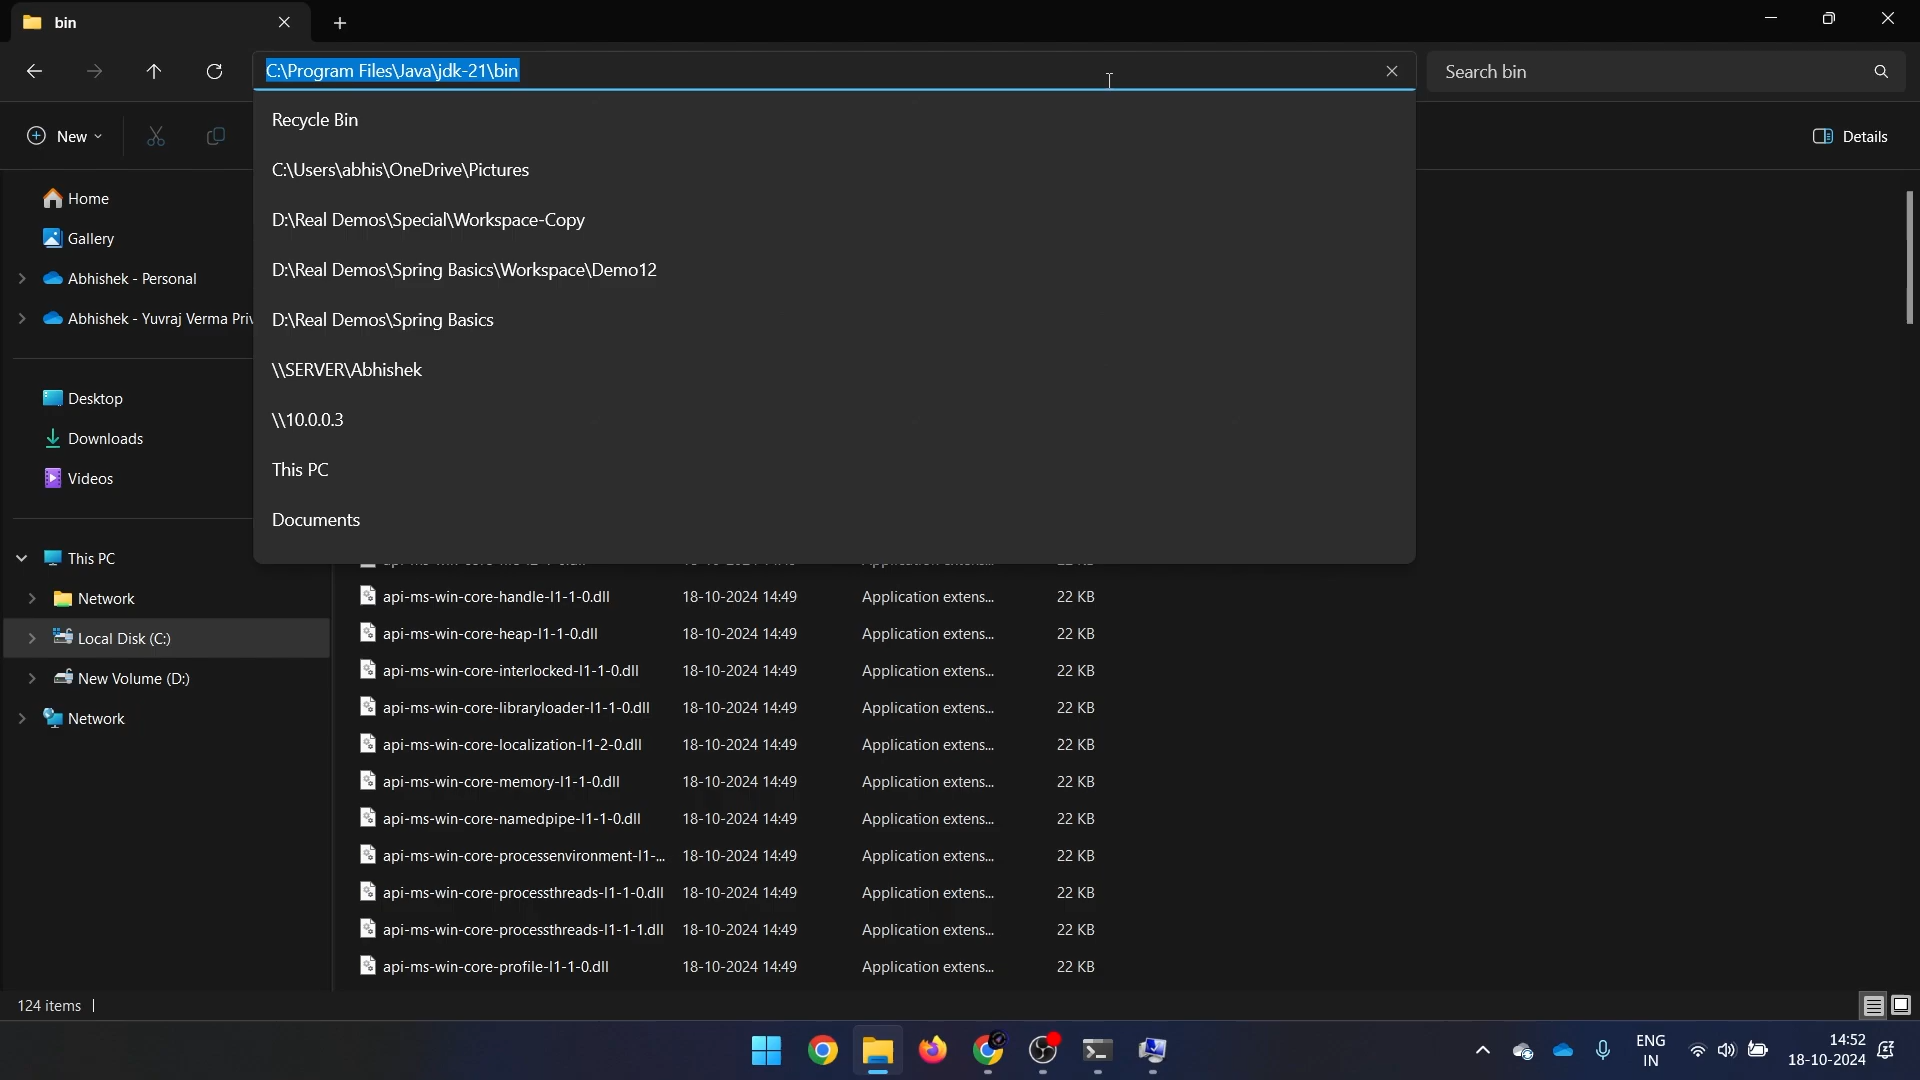 bin
C:\Program Files\Java\jdk-21\bin
Search bin
New
Details
Recycle Bin
C:\Users\abhis\OneDrive\Pictures
D:\Real Demos\Special\Workspace-Copy
D:\Real Demos\Spring Basics\Workspace\Demo12
D:\Real Demos\Spring Basics
\\SERVER\Abhishek
\\10.0.0.3
This PC
Documents
Home
Gallery
Abhishek - Personal
Abhishek - Yuvraj Verma Priv
Desktop
Downloads
Videos
This PC
Network
Local Disk (C:)
New Volume (D:)
Network
api-ms-win-core-handle-l1-1-0.dll 18-10-2024 14:49 Application extens... 22 KB
api-ms-win-core-heap-l1-1-0.dll 18-10-2024 14:49 Application extens... 22 KB
api-ms-win-core-interlocked-l1-1-0.dll 18-10-2024 14:49 Application extens... 22 KB
api-ms-win-core-libraryloader-l1-1-0.dll 18-10-2024 14:49 Application extens... 22 KB
api-ms-win-core-localization-l1-2-0.dll 18-10-2024 14:49 Application extens... 22 KB
api-ms-win-core-memory-l1-1-0.dll 18-10-2024 14:49 Application extens... 22 KB
api-ms-win-core-namedpipe-l1-1-0.dll 18-10-2024 14:49 Application extens... 22 KB
api-ms-win-core-processenvironment-l1-... 18-10-2024 14:49 Application extens... 22 KB
api-ms-win-core-processthreads-l1-1-0.dll 18-10-2024 14:49 Application extens... 22 KB
api-ms-win-core-processthreads-l1-1-1.dll 18-10-2024 14:49 Application extens... 22 KB
api-ms-win-core-profile-l1-1-0.dll 18-10-2024 14:49 Application extens... 22 KB
124 items
ENG
IN
14:52
18-10-2024